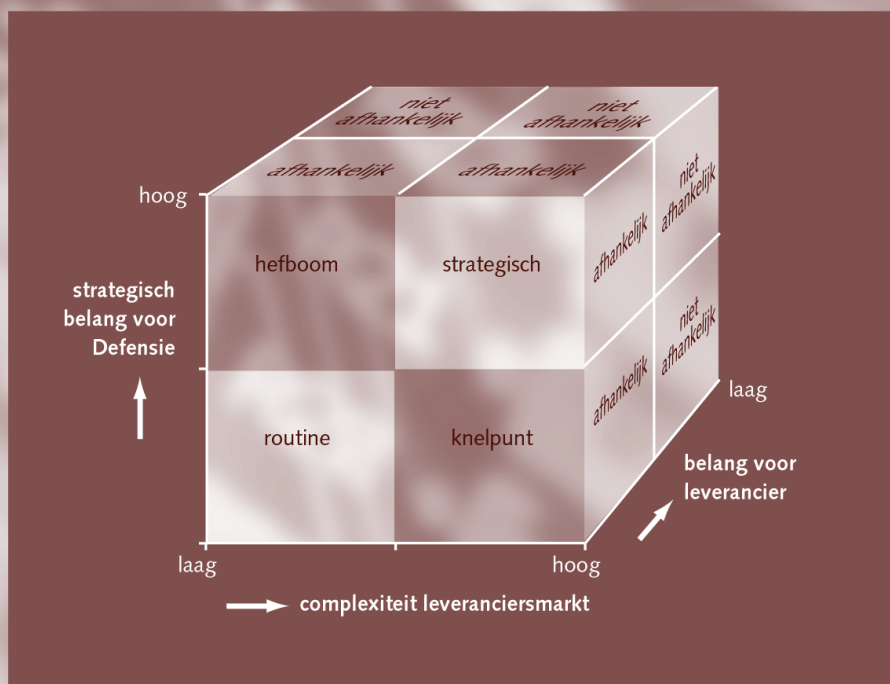 niet
afhankelijk
niet
afhankelijk
afhankelijk
afhankelijk
hoog
hefboom
strategisch
afhankelijk
niet
afhankelijk
strategisch
belang voor
Defensie
routine
knelpunt
afhankelijk
niet
afhankelijk
laag
belang voor
leverancier
laag
hoog
complexiteit leveranciersmarkt